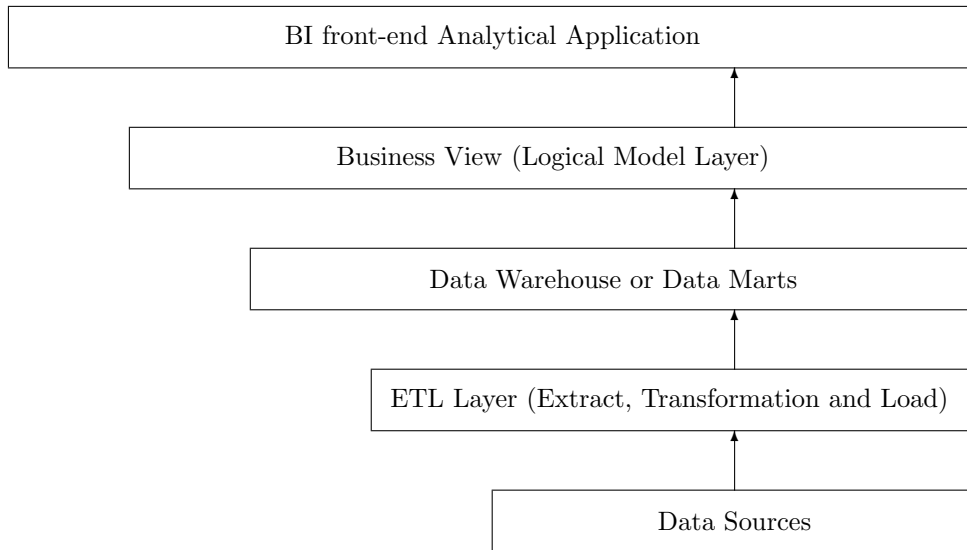 BI front-end Analytical Application
Business View (Logical Model Layer)
Data Warehouse or Data Marts
ETL Layer (Extract, Transformation and Load)
Data Sources